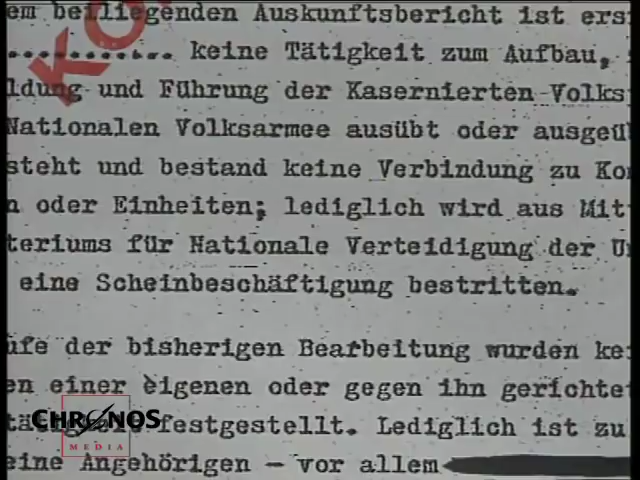 em beiliegenden Auskunftsbericht ist ers
........... keine Tätigkeit zum Aufbau,
ldung und Führung der Kasernierten Volks
Nationalen Volksarmee ausübt oder ausgeü
steht und bestand keine Verbindung zu Ko
n oder Einheiten; lediglich wird aus Mit
teriums für Nationale Verteidigung der U
eine Scheinbeschäftigung bestritten.
ufe der bisherigen Bearbeitung wurden ke
en einer eigenen oder gegen ihn gerichte
festgestellt. Lediglich ist zu
eine Angehörigen - vor allem
KO
CHRONOS
MEDIA